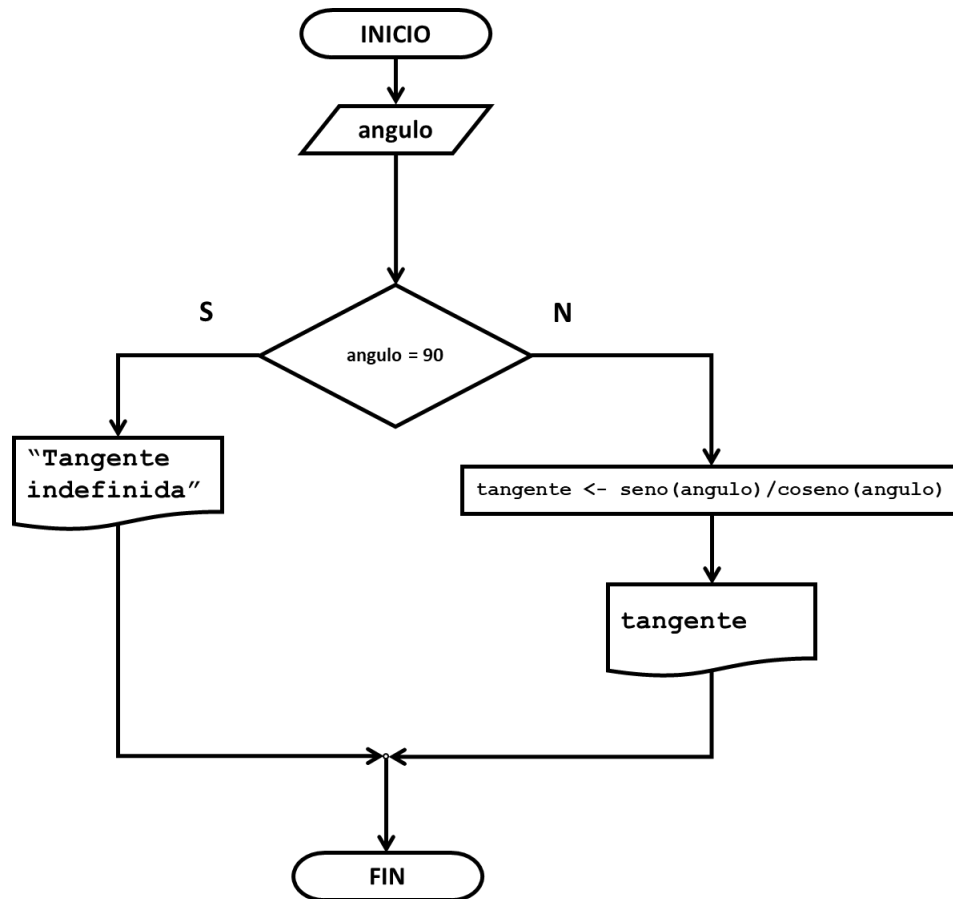 INICIO
angulo
S
N
angulo = 90
“Tangente
indefinida”
tangente <- seno(angulo)/coseno(angulo)
tangente
FIN